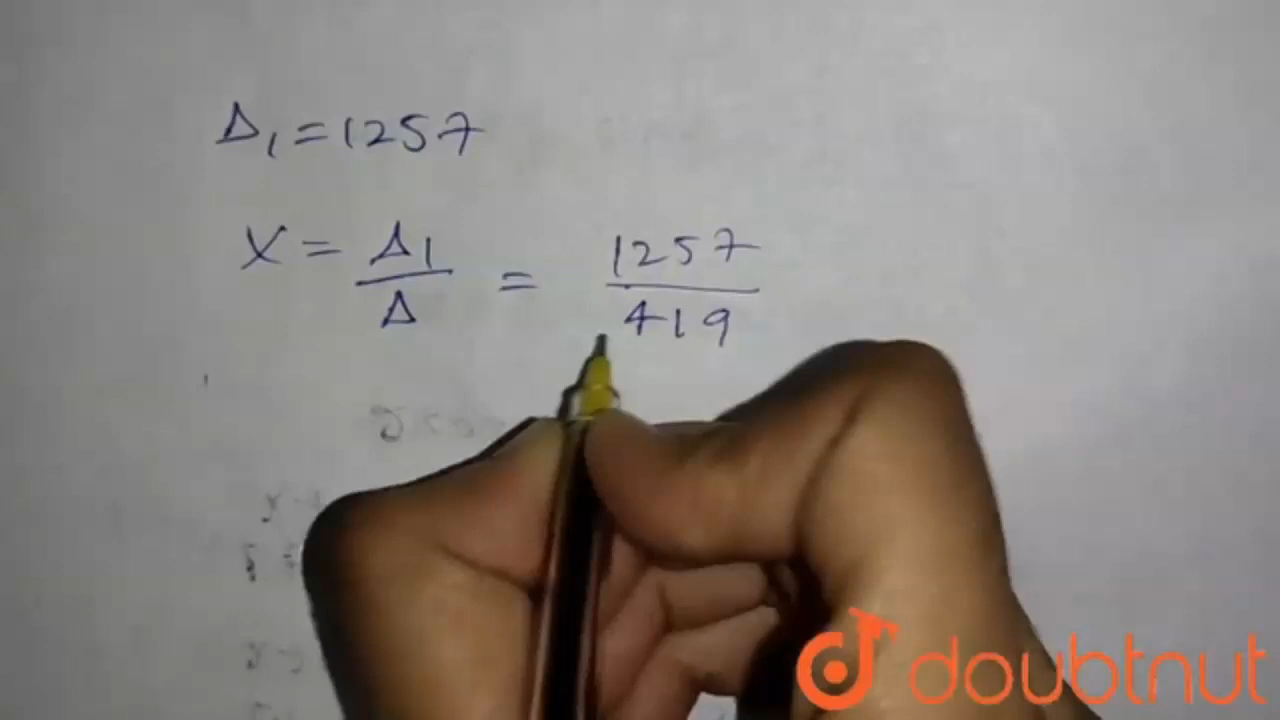 Δ₁ = 1257
X = Δ₁/Δ = 1257/419
doubtnut